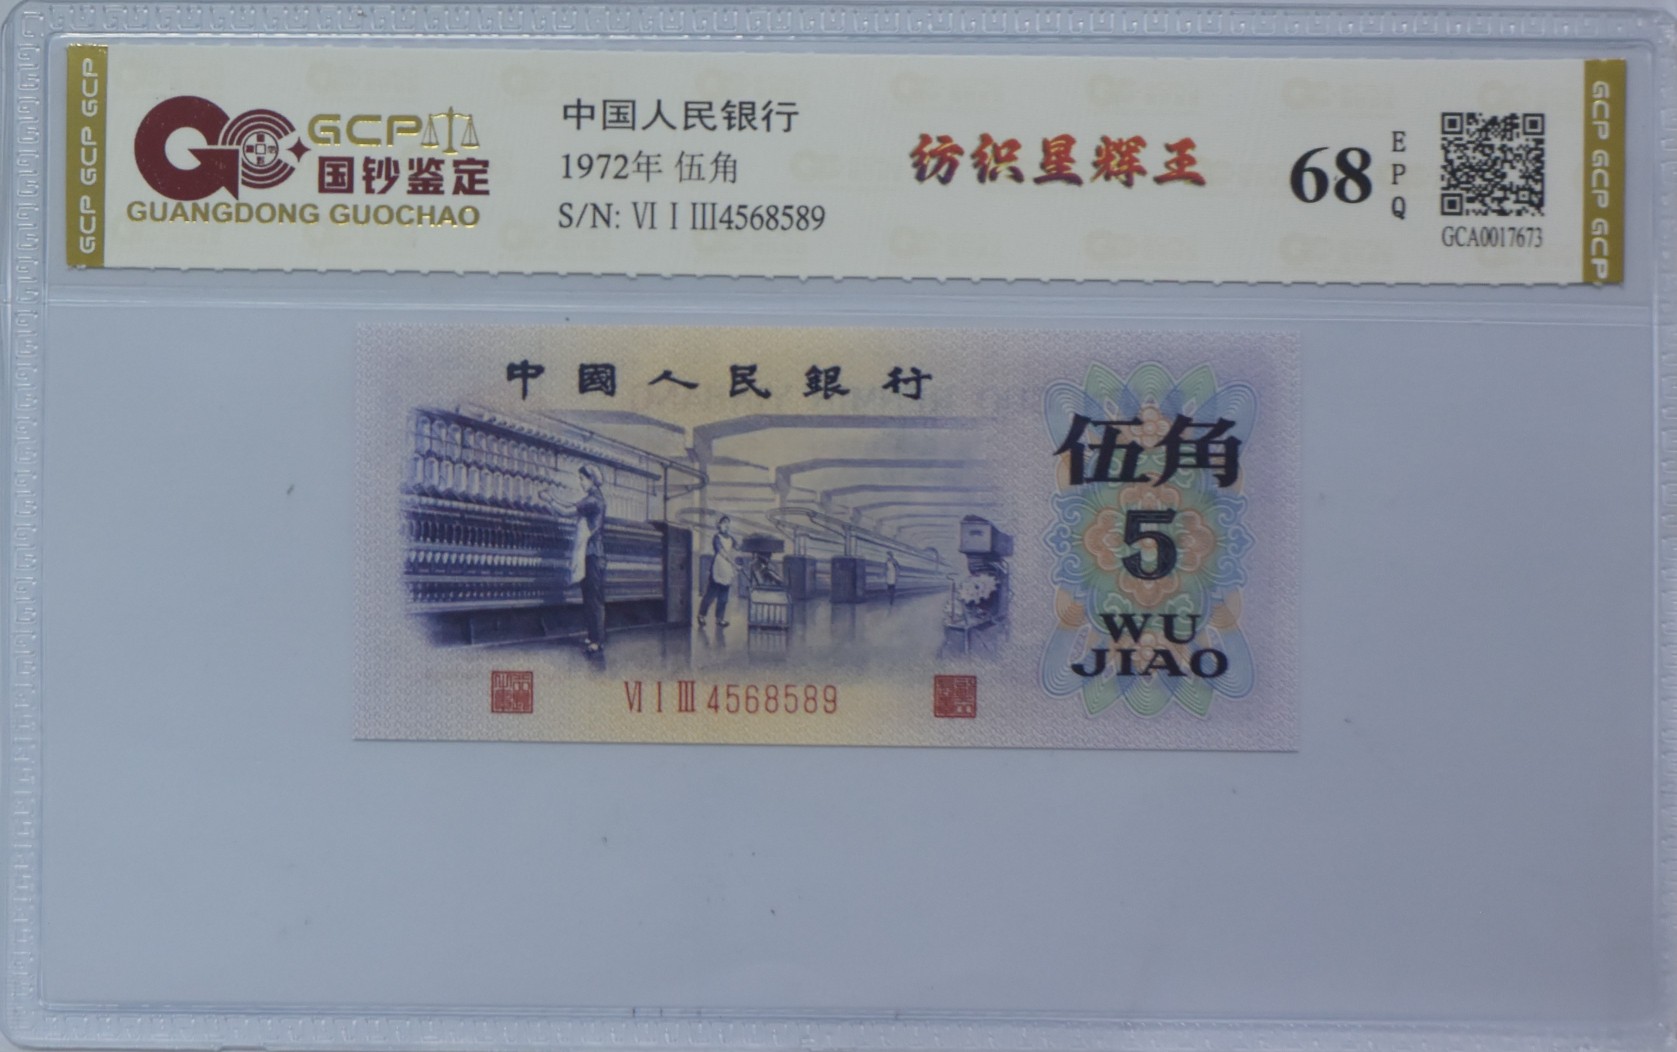 GCP GCP GCP
GCP
国钞鉴定
GUANGDONG GUOCHAO
中国人民银行
1972年 伍角
S/N: Ⅵ Ⅰ Ⅲ4568589
纺织星辉王
68
EPQ
GCA0017673
GCP GCP GCP
中國人民銀行
伍角
5
WU
JIAO
Ⅵ Ⅰ Ⅲ 4568589